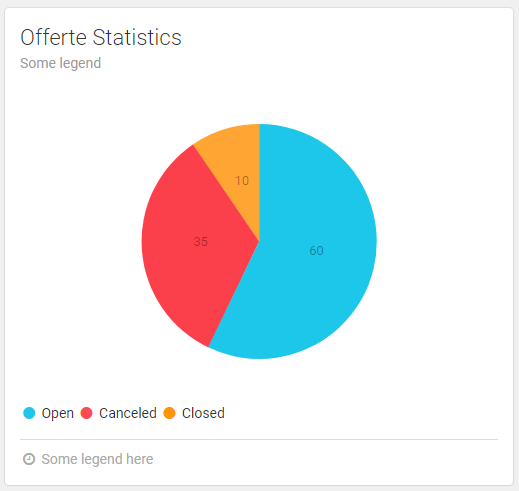 Offerte Statistics
Some legend
10
35
60
Open Canceled Closed
Some legend here